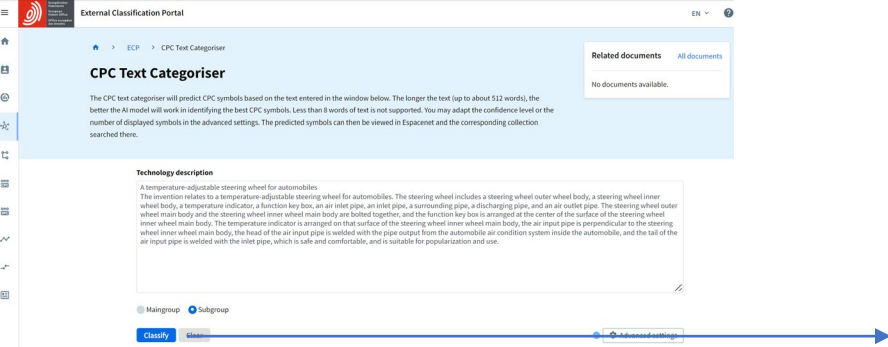 Europäisches Patentamt
European Patent Office
Office européen des brevets
External Classification Portal
EN
ECP > CPC Text Categoriser
CPC Text Categoriser
The CPC text categoriser will predict CPC symbols based on the text entered in the window below. The longer the text (up to about 512 words), the
better the AI model will work in identifying the best CPC symbols. Less than 8 words of text is not supported. You may adapt the confidence level or the
number of displayed symbols in the advanced settings. The predicted symbols can then be viewed in Espacenet and the corresponding collection
searched there.
Related documents All documents
No documents available.
Technology description
A temperature-adjustable steering wheel for automobiles
The invention relates to a temperature-adjustable steering wheel for automobiles. The steering wheel includes a steering wheel outer wheel body, a steering wheel inner
wheel body, a temperature indicator, a function key box, an air inlet pipe, an inlet pipe, a surrounding pipe, a discharging pipe, and an air outlet pipe. The steering wheel outer
wheel main body and the steering wheel inner wheel main body are bolted together, and the function key box is arranged at the center of the surface of the steering wheel
inner wheel main body. The temperature indicator is arranged on that surface of the steering wheel inner wheel main body, the air input pipe is perpendicular to the steering
wheel inner wheel main body, the head of the air input pipe is welded with the pipe output from the automobile air condition system inside the automobile, and the tail of the
air input pipe is welded with the inlet pipe, which is safe and comfortable, and is suitable for popularization and use.
Maingroup Subgroup
Classify Clear Advanced settings